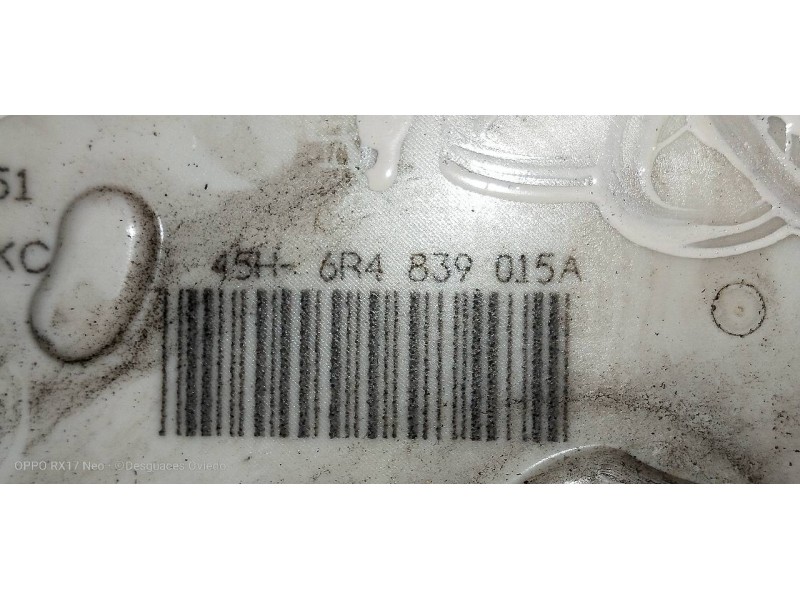 51
KC
45H- 6R4 839 015A
OPPO RX17 Neo - Desguaces Oviedo